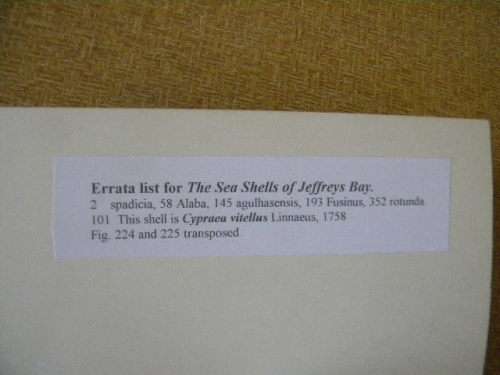 Errata list for The Sea Shells of Jeffreys Bay.
2 spadicia, 58 Alaba, 145 agulhasensis, 193 Fusinus, 352 rotunda
101 This shell is Cypraea vitellus Linnaeus, 1758
Fig. 224 and 225 transposed